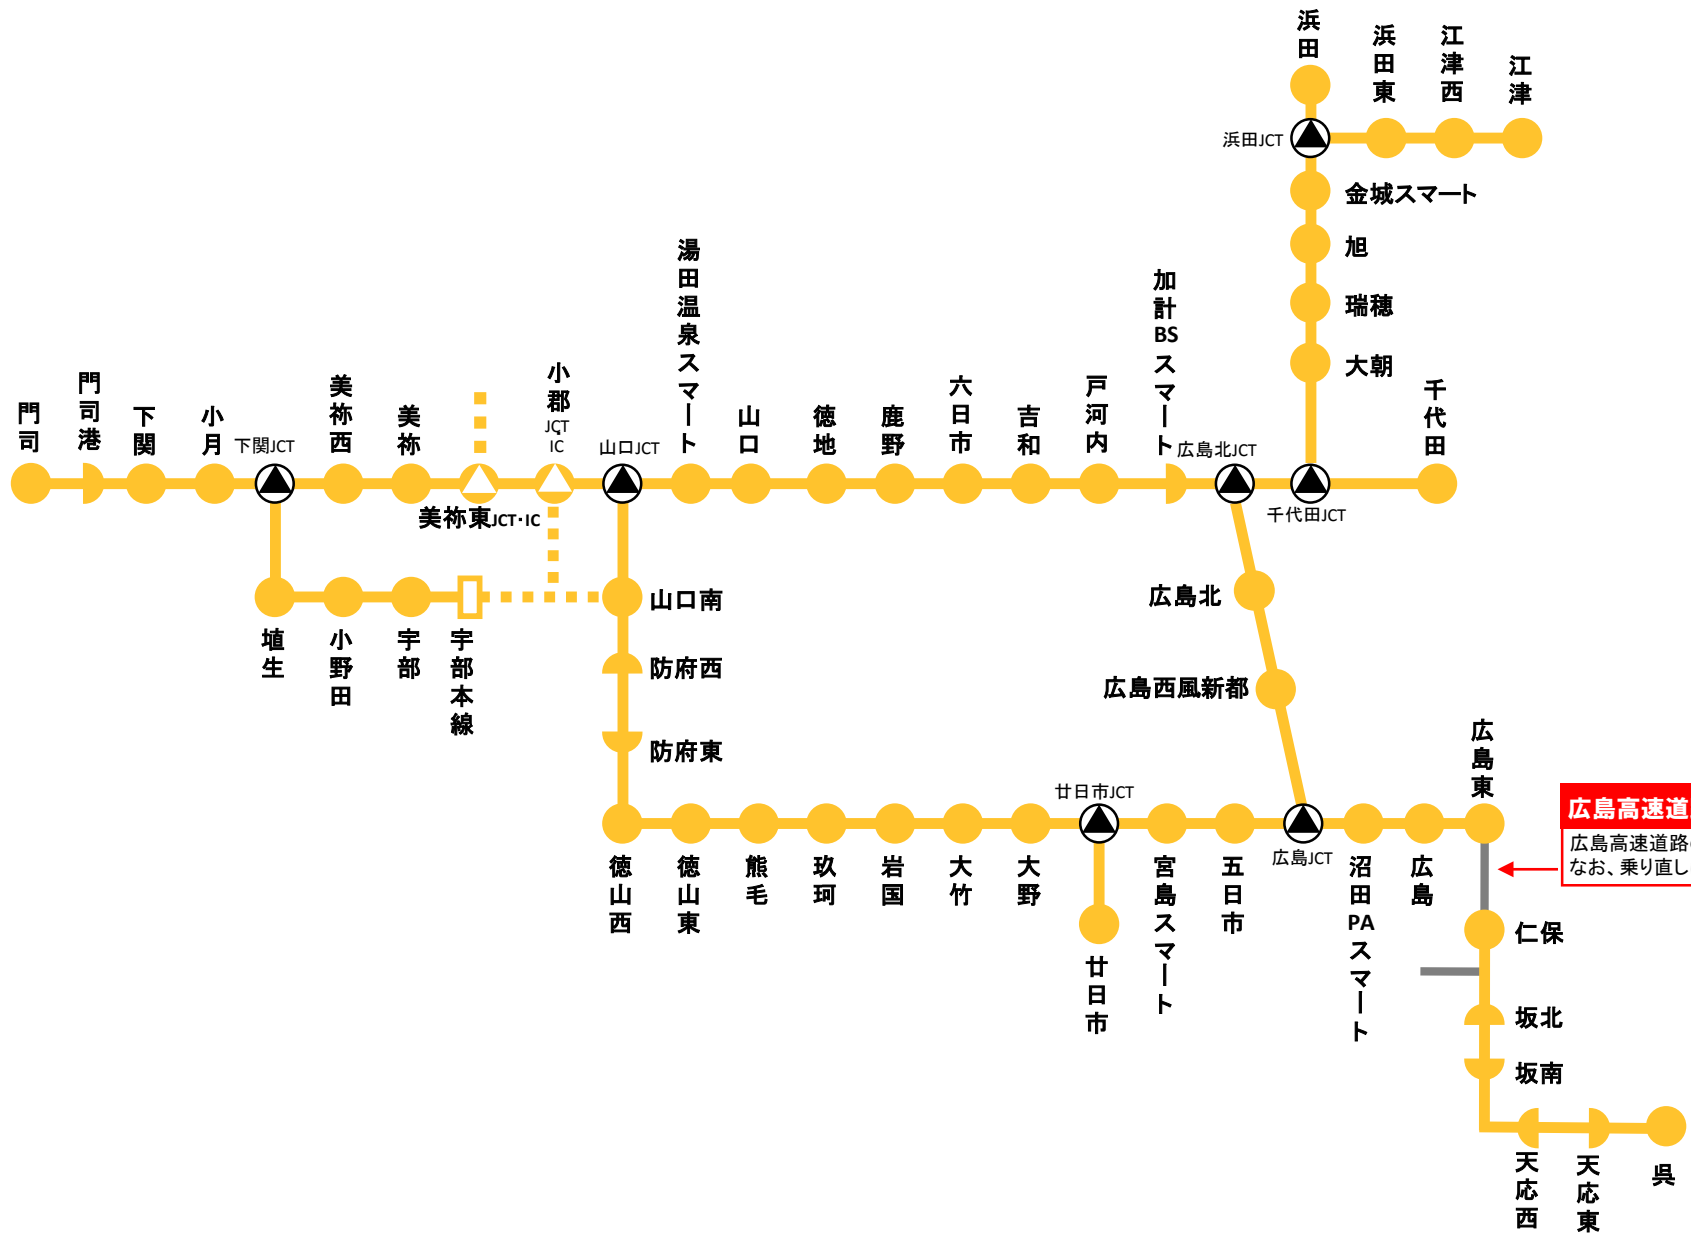 浜田
浜田東
江津西
江津
浜田JCT
金城スマート
旭
瑞穂
大朝
千代田
門司
門司港
下関
小月
下関JCT
美祢西
美祢
美祢東JCT・IC
小郡
JCT
・
IC
山口JCT
湯田温泉スマート
山口
徳地
鹿野
六日市
吉和
戸河内
加計BSスマート
広島北JCT
千代田JCT
埴生
小野田
宇部
宇部本線
山口南
防府西
防府東
広島北
広島西風新都
徳山西
徳山東
熊毛
玖珂
岩国
大竹
大野
廿日市JCT
廿日市
宮島スマート
五日市
広島JCT
沼田PAスマート
広島
広島東
広島高速道
広島高速道路
なお、乗り直し
仁保
坂北
坂南
天応西
天応東
呉